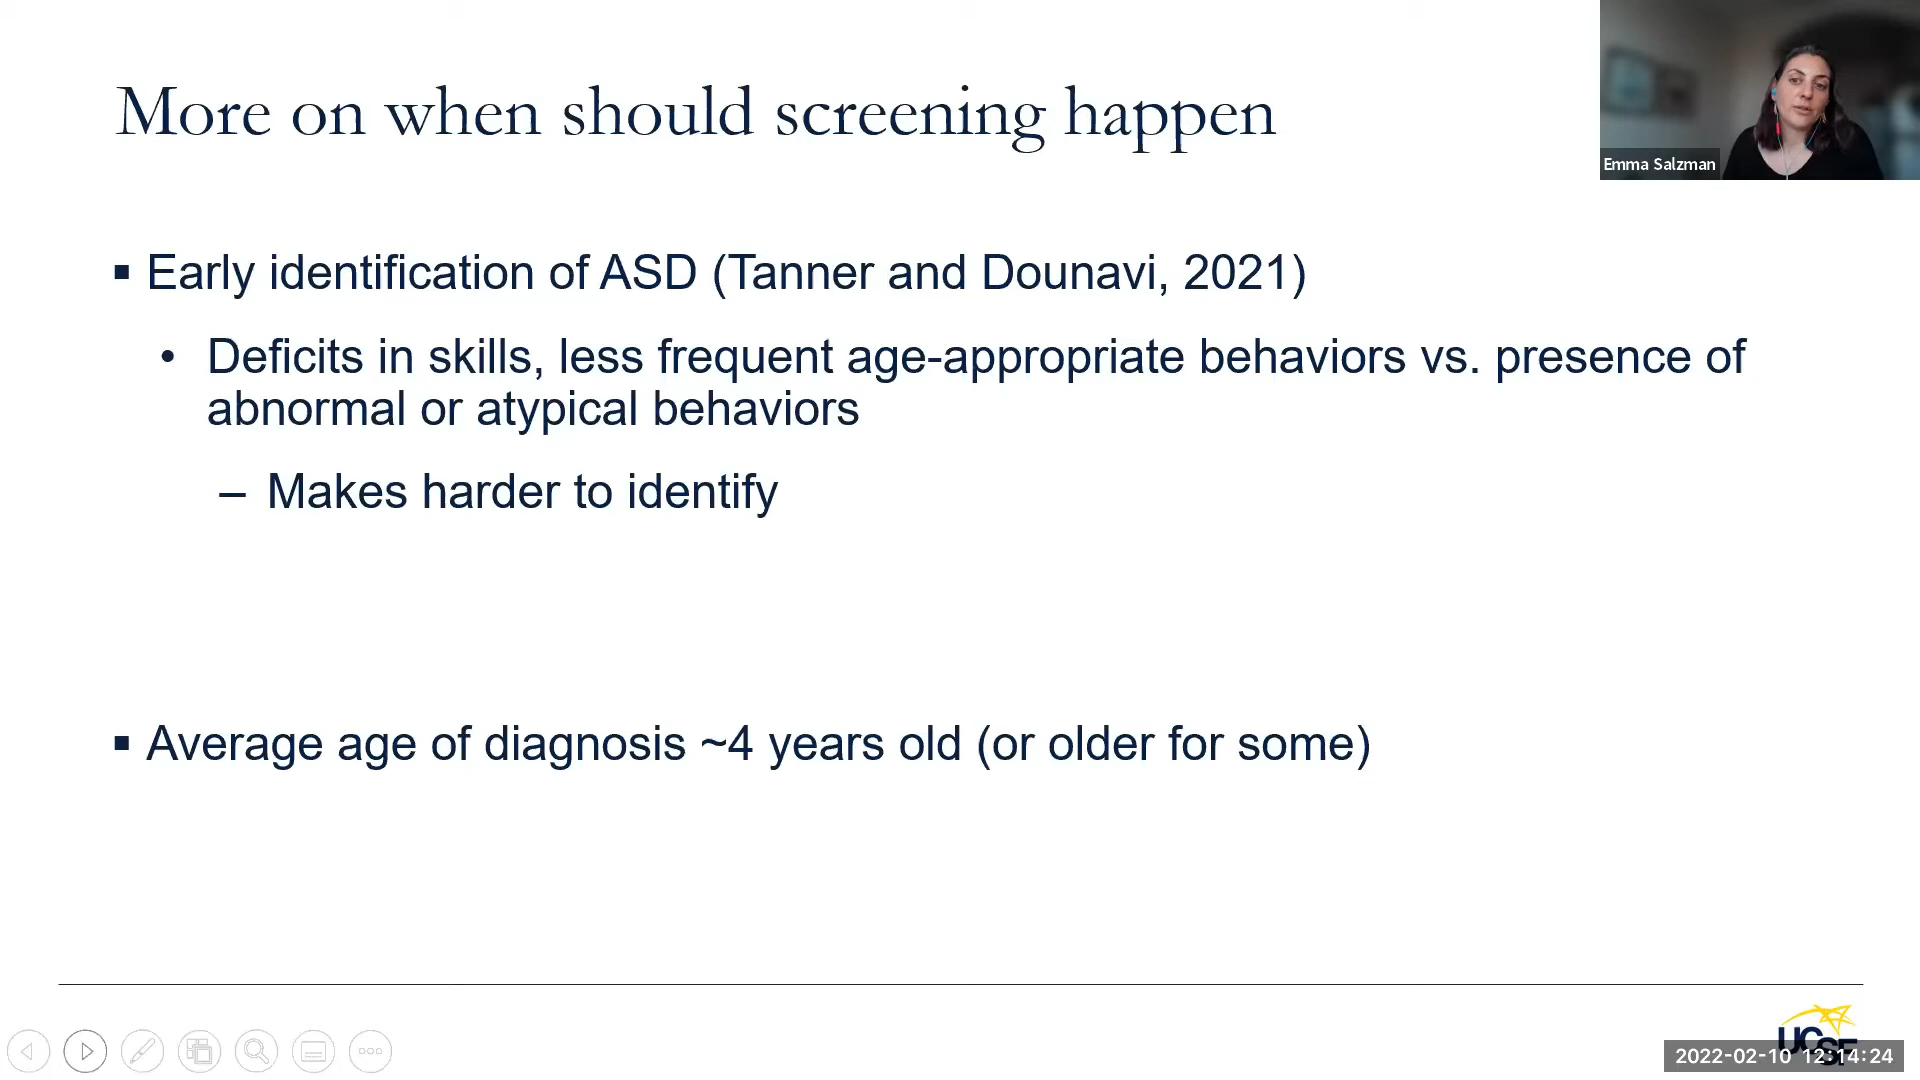 More on when should screening happen
Emma Salzman
▪ Early identification of ASD (Tanner and Dounavi, 2021)
• Deficits in skills, less frequent age-appropriate behaviors vs. presence of
abnormal or atypical behaviors
– Makes harder to identify
▪ Average age of diagnosis ~4 years old (or older for some)
UCSF
2022-02-10 12:14:24